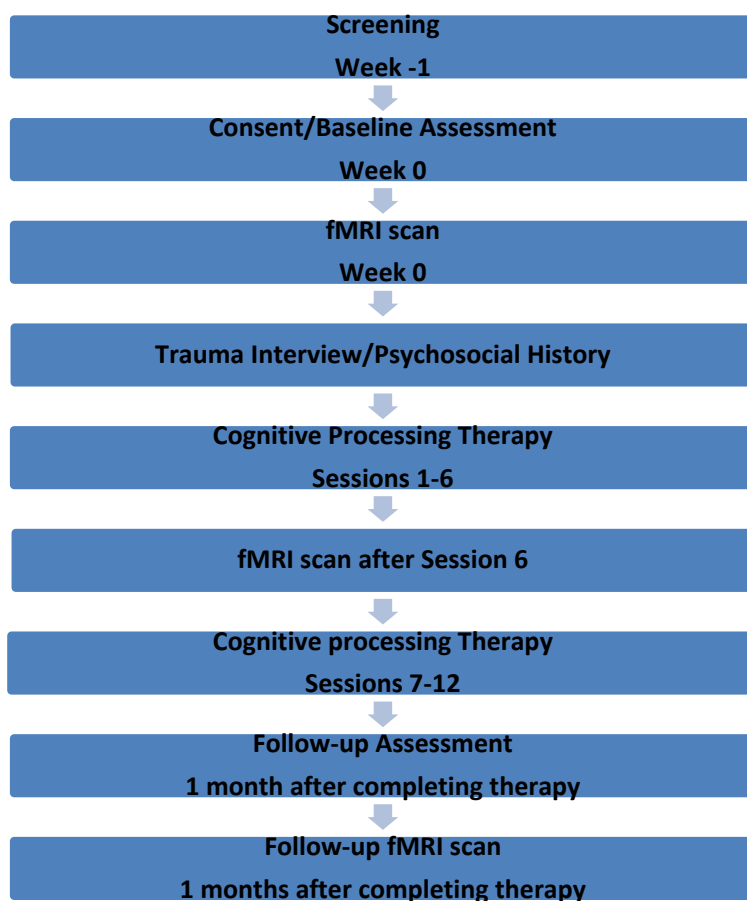 Screening
Week -1
Consent/Baseline Assessment
Week 0
fMRI scan
Week 0
Trauma Interview/Psychosocial History
Cognitive Processing Therapy
Sessions 1-6
fMRI scan after Session 6
Cognitive processing Therapy
Sessions 7-12
Follow-up Assessment
1 month after completing therapy
Follow-up fMRI scan
1 months after completing therapy